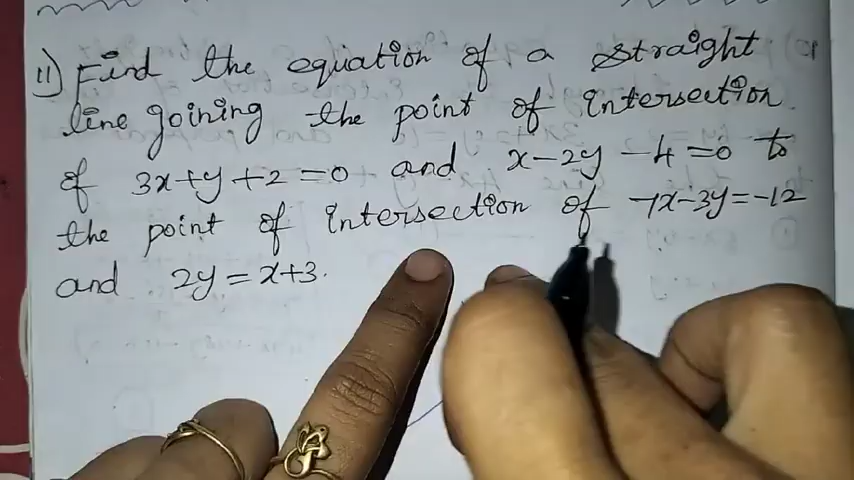 11) Find the equation of a straight
line goining the point of intersection
of 3x+y+2=0 and x-2y-4=0 to
the point of intersection of 7x-3y=-12
and 2y=x+3.